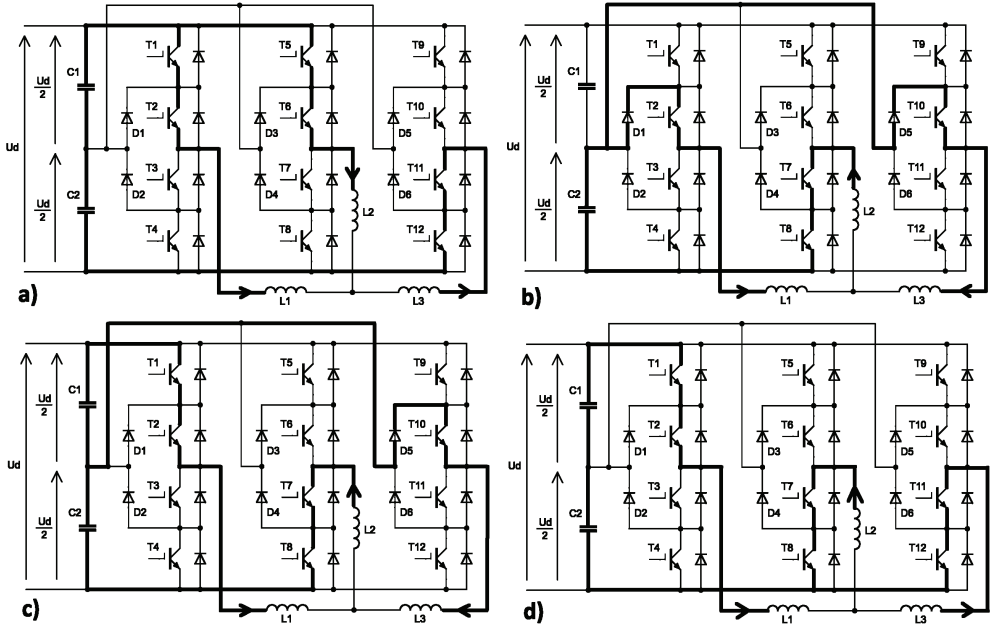 T1 T5 T9
C1
Ud/2
T2 T6 T10
D1 D3 D5
Ud
T3 T7 T11
C2
Ud/2
D2 D4 L2 D6
T4 T8 T12
a) L1 L3
T1 T5 T9
C1
Ud/2
T2 T6 T10
D1 D3 D5
Ud
T3 T7 T11
C2
Ud/2
D2 D4 L2 D6
T4 T8 T12
b) L1 L3
T1 T5 T9
C1
Ud/2
T2 T6 T10
D1 D3 D5
Ud
T3 T7 T11
C2
Ud/2
D2 D4 L2 D6
T4 T8 T12
c) L1 L3
T1 T5 T9
C1
Ud/2
T2 T6 T10
D1 D3 D5
Ud
T3 T7 T11
C2
Ud/2
D2 D4 L2 D6
T4 T8 T12
d) L1 L3